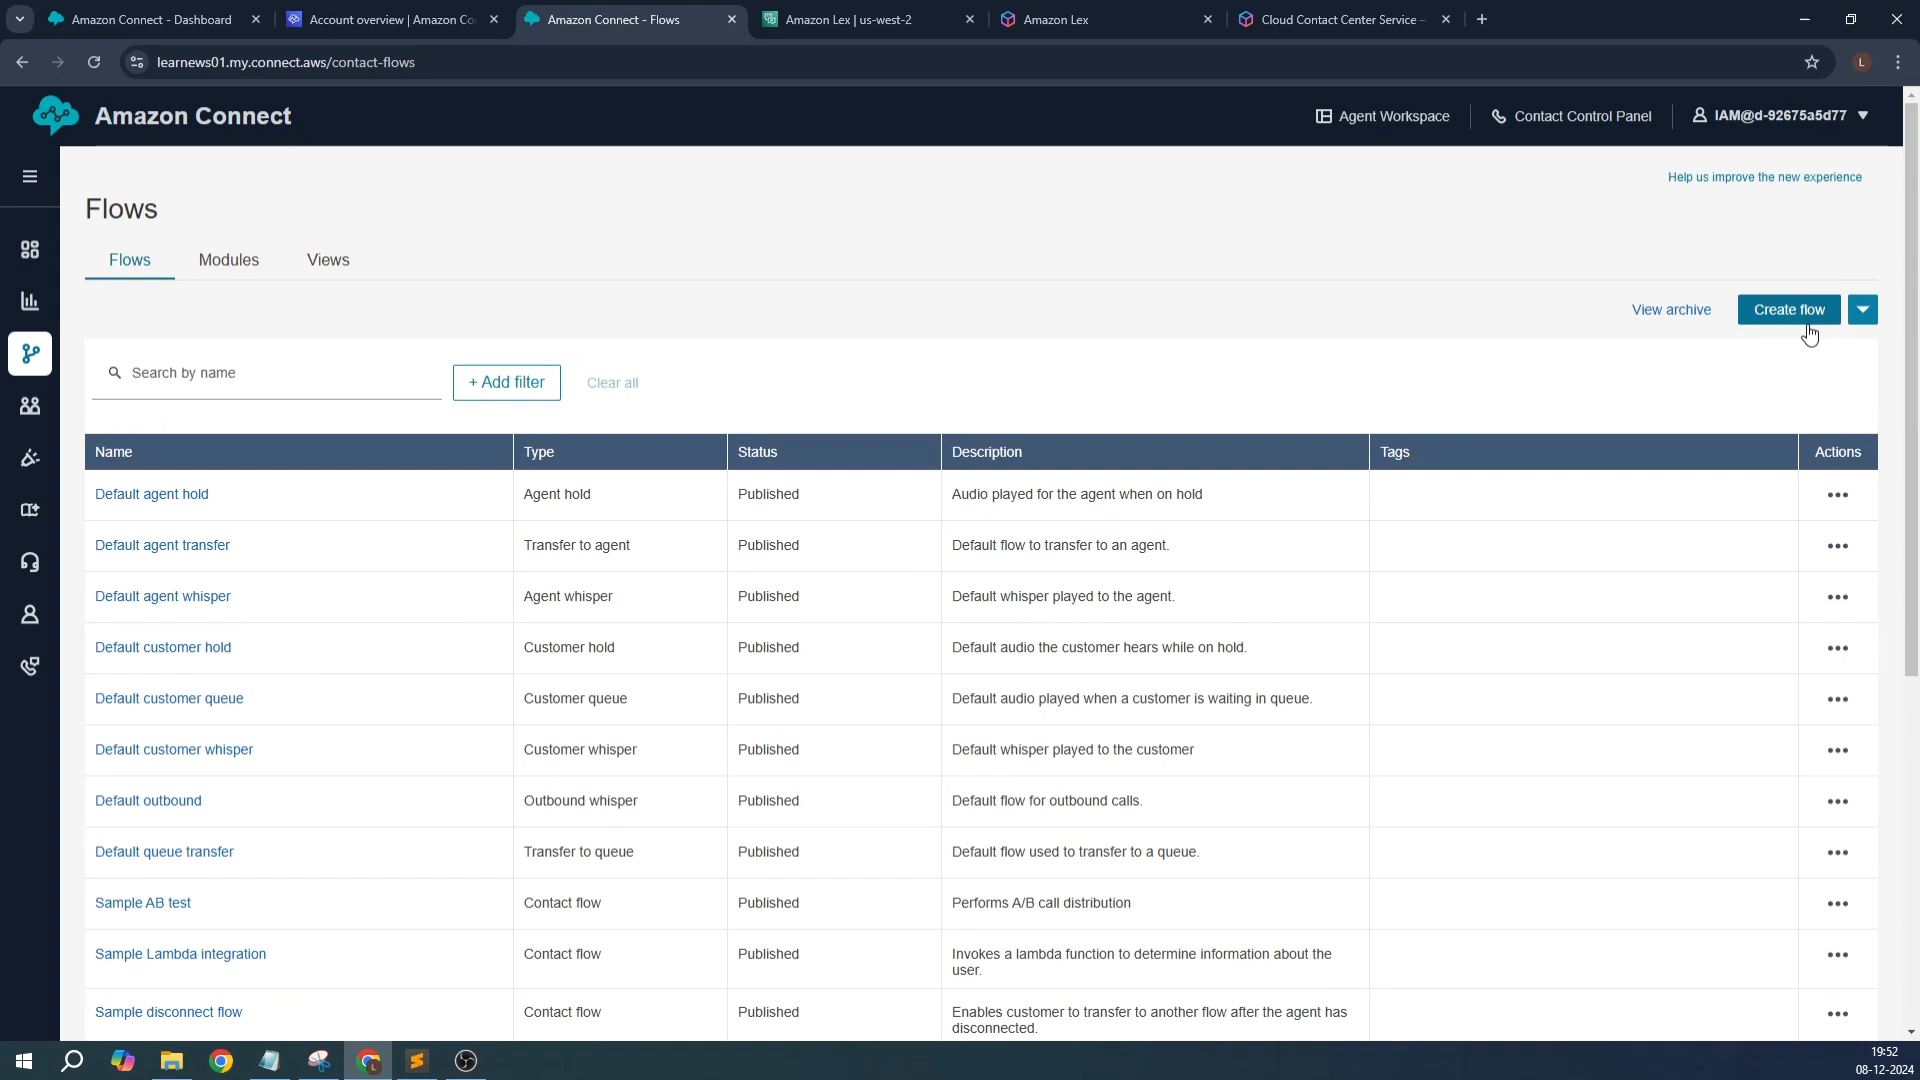 Amazon Connect - Dashboard
Account overview | Amazon Co
Amazon Connect - Flows
Amazon Lex | us-west-2
Amazon Lex
Cloud Contact Center Service -
learnews01.my.connect.aws/contact-flows
L
Amazon Connect
Agent Workspace
Contact Control Panel
IAM@d-92675a5d77
Help us improve the new experience
Flows
Flows
Modules
Views
View archive
Create flow
Search by name
+ Add filter
Clear all
Name Type Status Description Tags Actions
Default agent hold Agent hold Published Audio played for the agent when on hold
Default agent transfer Transfer to agent Published Default flow to transfer to an agent.
Default agent whisper Agent whisper Published Default whisper played to the agent.
Default customer hold Customer hold Published Default audio the customer hears while on hold.
Default customer queue Customer queue Published Default audio played when a customer is waiting in queue.
Default customer whisper Customer whisper Published Default whisper played to the customer
Default outbound Outbound whisper Published Default flow for outbound calls.
Default queue transfer Transfer to queue Published Default flow used to transfer to a queue.
Sample AB test Contact flow Published Performs A/B call distribution
Sample Lambda integration Contact flow Published Invokes a lambda function to determine information about the
user.
Sample disconnect flow Contact flow Published Enables customer to transfer to another flow after the agent has
disconnected.
19:52
08-12-2024